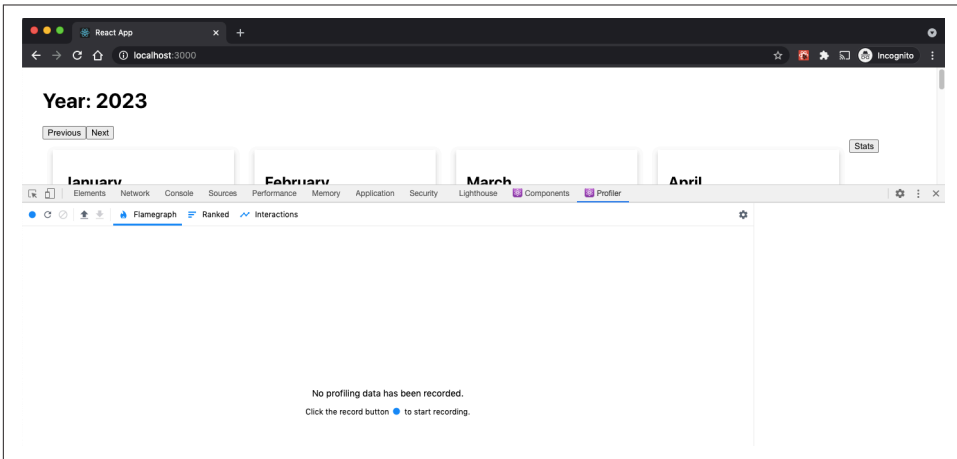 React App
localhost:3000
Incognito
Year: 2023
Previous Next
Stats
January February March April
Elements Network Console Sources Performance Memory Application Security Lighthouse Components Profiler
Flamegraph Ranked Interactions
No profiling data has been recorded.
Click the record button to start recording.